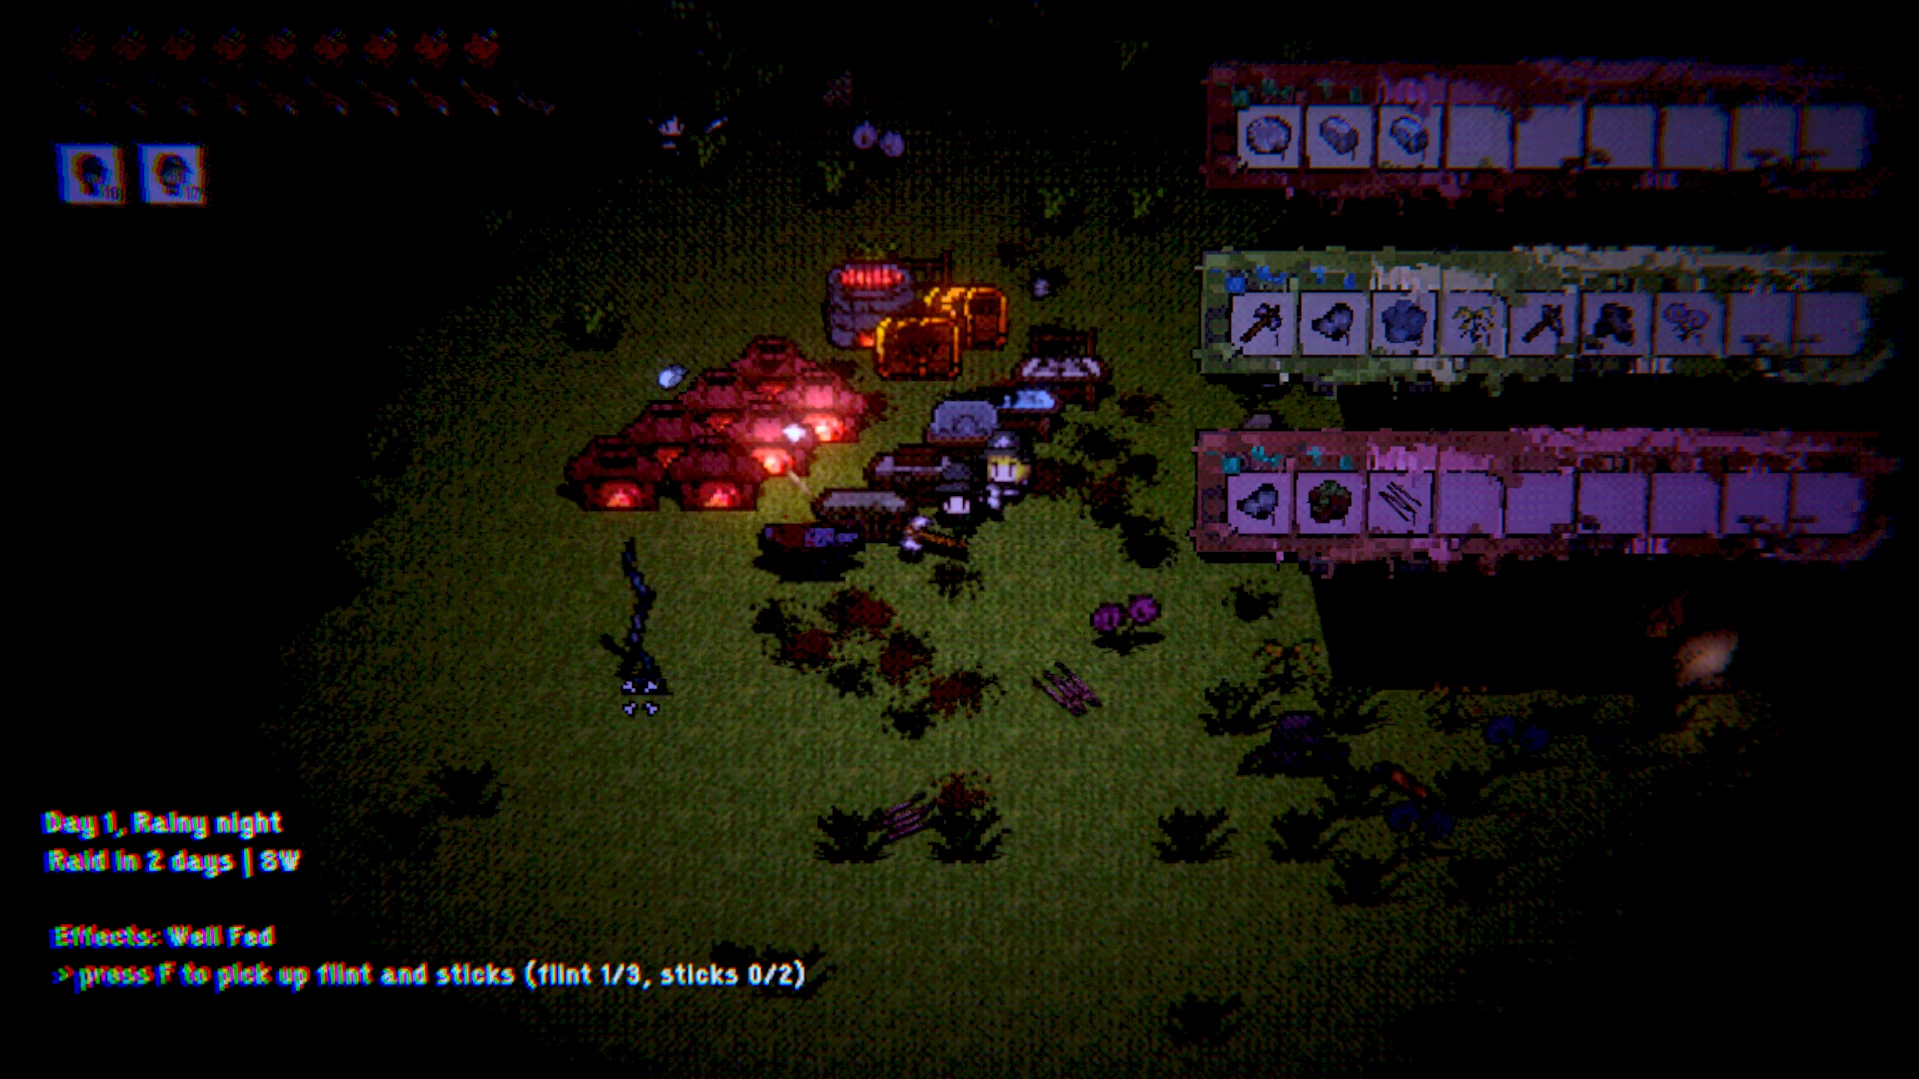 Day 1, Rainy night
Raid in 2 days | SW
Effects: Well Fed
> press F to pick up flint and sticks (flint 1/3, sticks 0/2)